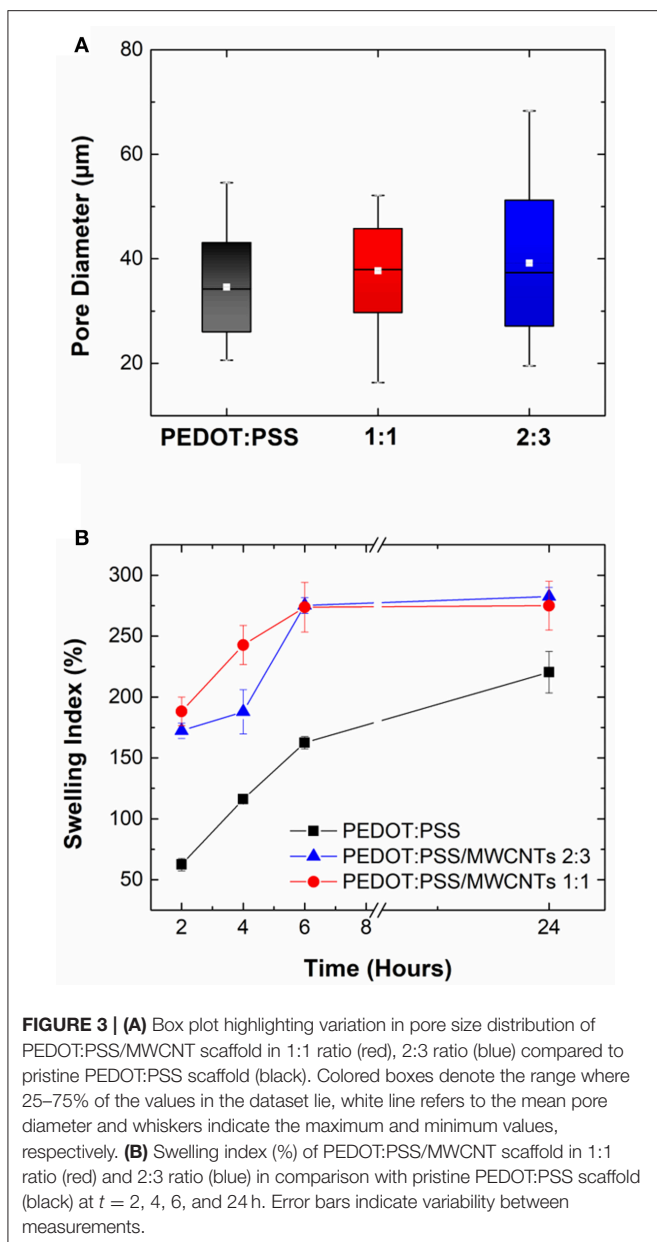 A
80
60
40
20
Pore Diameter (μm)
PEDOT:PSS 1:1 2:3
B
300
250
200
150
100
50
Swelling Index (%)
PEDOT:PSS
PEDOT:PSS/MWCNTs 2:3
PEDOT:PSS/MWCNTs 1:1
2 4 6 8 24
Time (Hours)
FIGURE 3 | (A) Box plot highlighting variation in pore size distribution of
PEDOT:PSS/MWCNT scaffold in 1:1 ratio (red), 2:3 ratio (blue) compared to
pristine PEDOT:PSS scaffold (black). Colored boxes denote the range where
25–75% of the values in the dataset lie, white line refers to the mean pore
diameter and whiskers indicate the maximum and minimum values,
respectively. (B) Swelling index (%) of PEDOT:PSS/MWCNT scaffold in 1:1
ratio (red) and 2:3 ratio (blue) in comparison with pristine PEDOT:PSS scaffold
(black) at t = 2, 4, 6, and 24 h. Error bars indicate variability between
measurements.